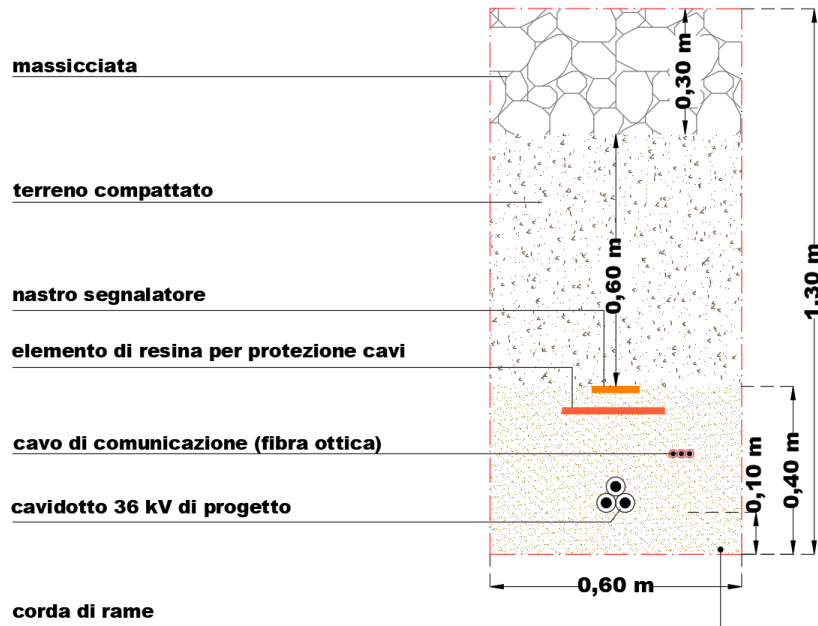 massicciata
0,30 m
terreno compattato
0,60 m
1,30 m
nastro segnalatore
elemento di resina per protezione cavi
cavo di comunicazione (fibra ottica)
0,10 m
0,40 m
cavidotto 36 kV di progetto
0,60 m
corda di rame